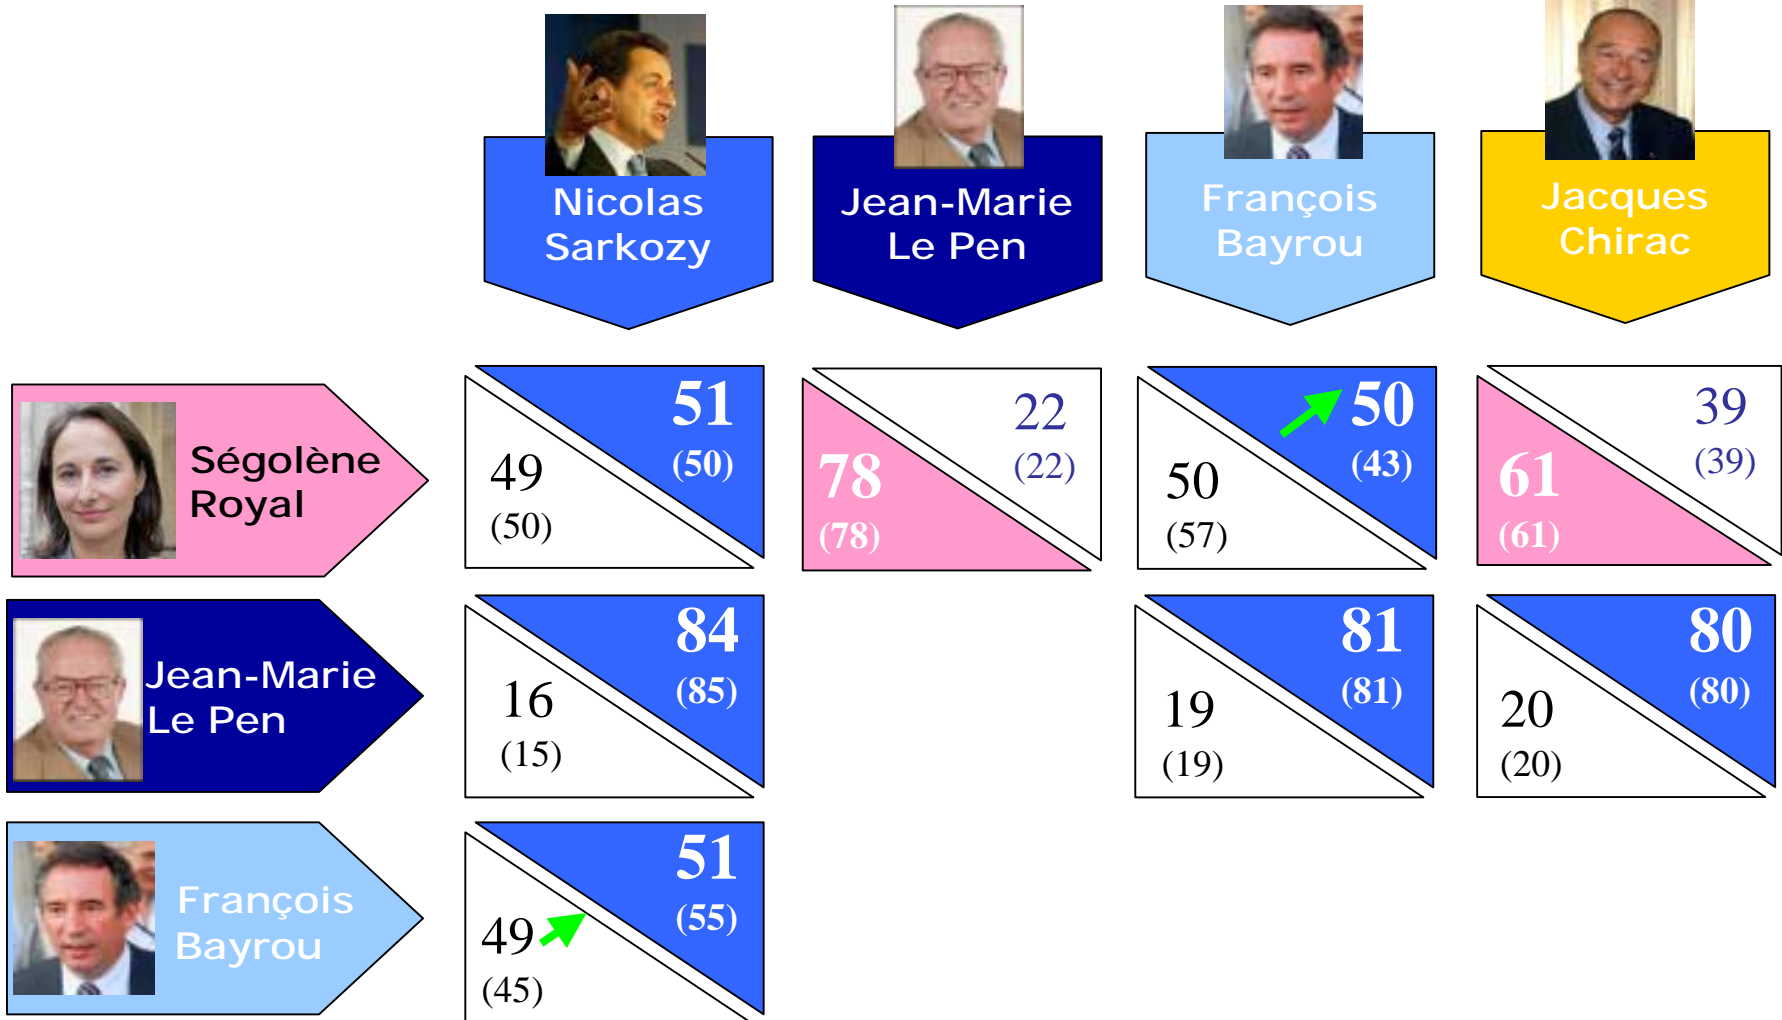 Nicolas
Sarkozy
Jean-Marie
Le Pen
François
Bayrou
Jacques
Chirac
Ségolène
Royal
51
(50)
49
(50)
22
(22)
78
(78)
50
(43)
50
(57)
39
(39)
61
(61)
Jean-Marie
Le Pen
84
(85)
16
(15)
81
(81)
19
(19)
80
(80)
20
(20)
François
Bayrou
51
(55)
49
(45)